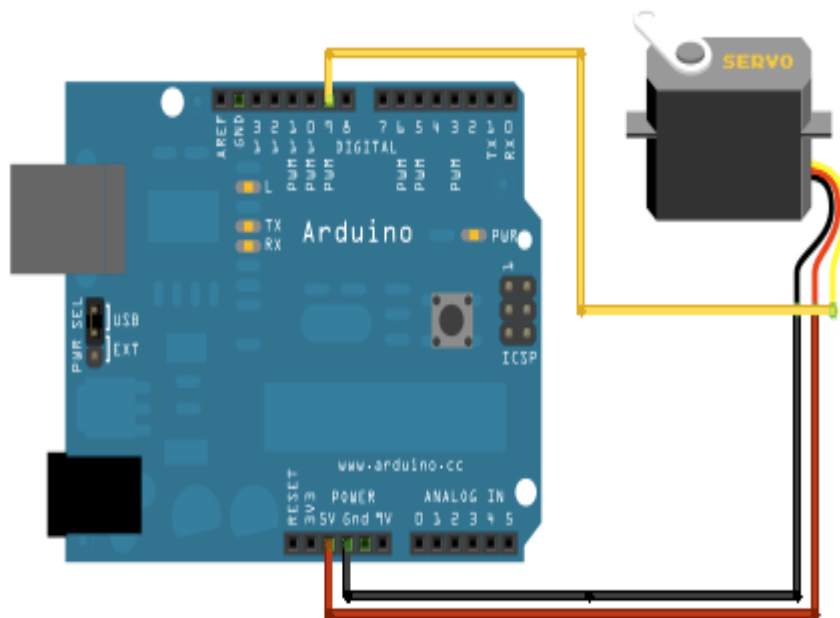 SERVO
AREF
GND
13
12
11
10
9
8
7
6
5
4
3
2
1
0
DIGITAL
PWM
PWM
PWM
PWM
PWM
PWM
TX
RX
L
TX
RX
Arduino
PWR
1
ICSP
PWR SEL
USB
EXT
www.arduino.cc
POWER
ANALOG IN
RESET
3V3
5V Gnd 9V
0 1 2 3 4 5